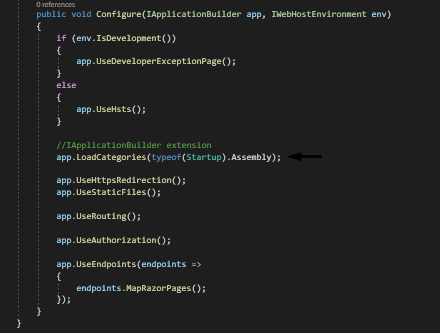 0 references
public void Configure(IApplicationBuilder app, IWebHostEnvironment env)
{
if (env.IsDevelopment())
{
app.UseDeveloperExceptionPage();
}
else
{
app.UseHsts();
}
//IApplicationBuilder extension
app.LoadCategories(typeof(Startup).Assembly);
app.UseHttpsRedirection();
app.UseStaticFiles();
app.UseRouting();
app.UseAuthorization();
app.UseEndpoints(endpoints =>
{
endpoints.MapRazorPages();
});
}
}